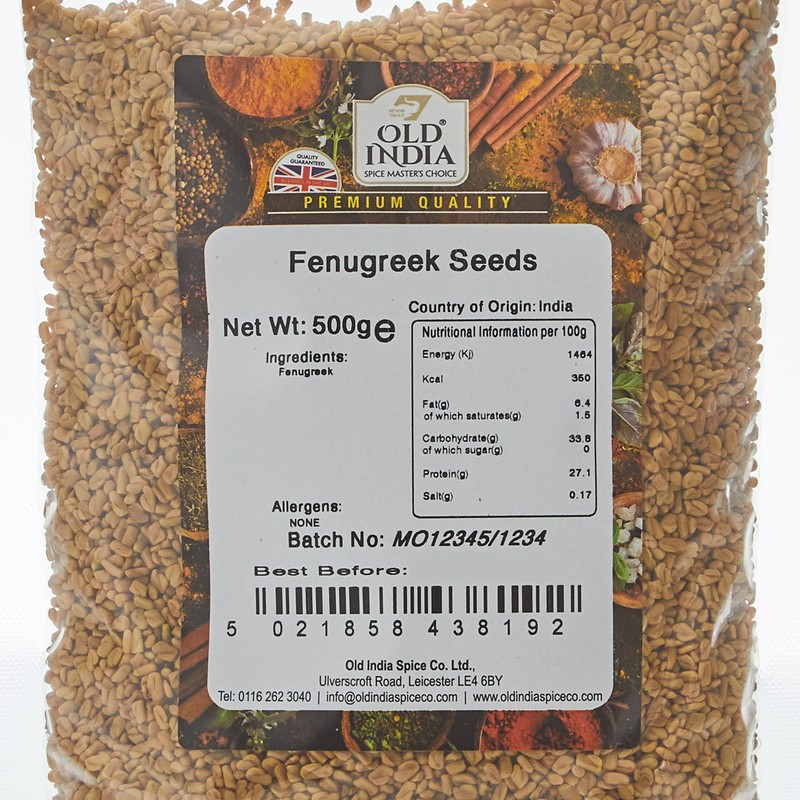 since
1943
OLD®
INDIA
SPICE MASTER'S CHOICE
QUALITY
GUARANTEED
PREMIUM QUALITY
Fenugreek Seeds
Country of Origin: India
Net Wt: 500g e
Ingredients:
Fenugreek
Nutritional Information per 100g
Energy (Kj) 1464
Kcal 350
Fat(g) 6.4
of which saturates(g) 1.5
Carbohydrate(g) 33.8
of which sugar(g) 0
Protein(g) 27.1
Salt(g) 0.17
Allergens:
NONE
Batch No: MO12345/1234
Best Before:
5 021858 438192
Old India Spice Co. Ltd.,
Ulverscroft Road, Leicester LE4 6BY
Tel: 0116 262 3040 | info@oldindiaspiceco.com | www.oldindiaspiceco.com